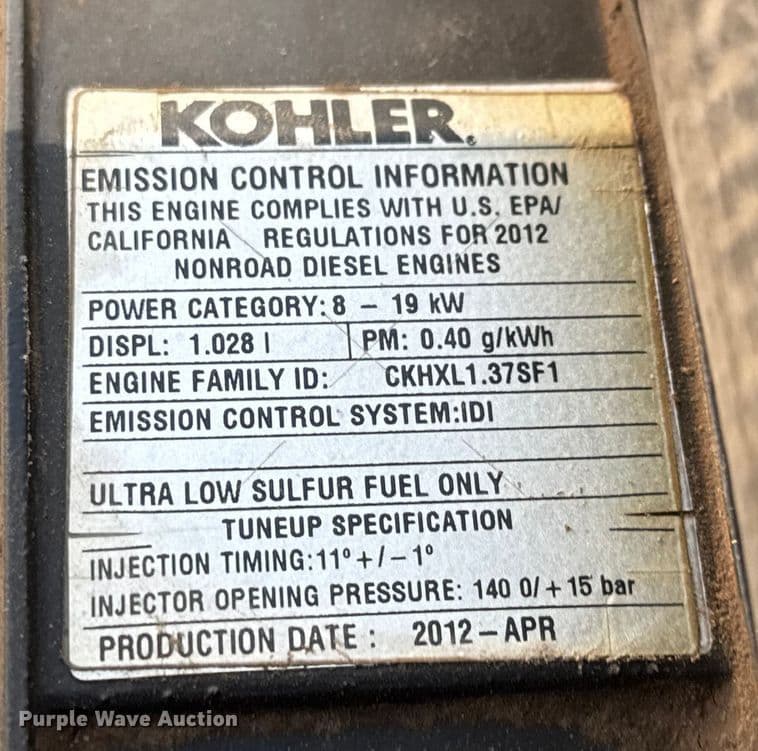 KOHLER®
EMISSION CONTROL INFORMATION
THIS ENGINE COMPLIES WITH U.S. EPA/
CALIFORNIA REGULATIONS FOR 2012
NONROAD DIESEL ENGINES
POWER CATEGORY: 8 – 19 kW
DISPL: 1.028 l PM: 0.40 g/kWh
ENGINE FAMILY ID: CKHXL1.37SF1
EMISSION CONTROL SYSTEM:IDI
ULTRA LOW SULFUR FUEL ONLY
TUNEUP SPECIFICATION
INJECTION TIMING:11º +/– 1º
INJECTOR OPENING PRESSURE: 140 0/ + 15 bar
PRODUCTION DATE : 2012 – APR
Purple Wave Auction